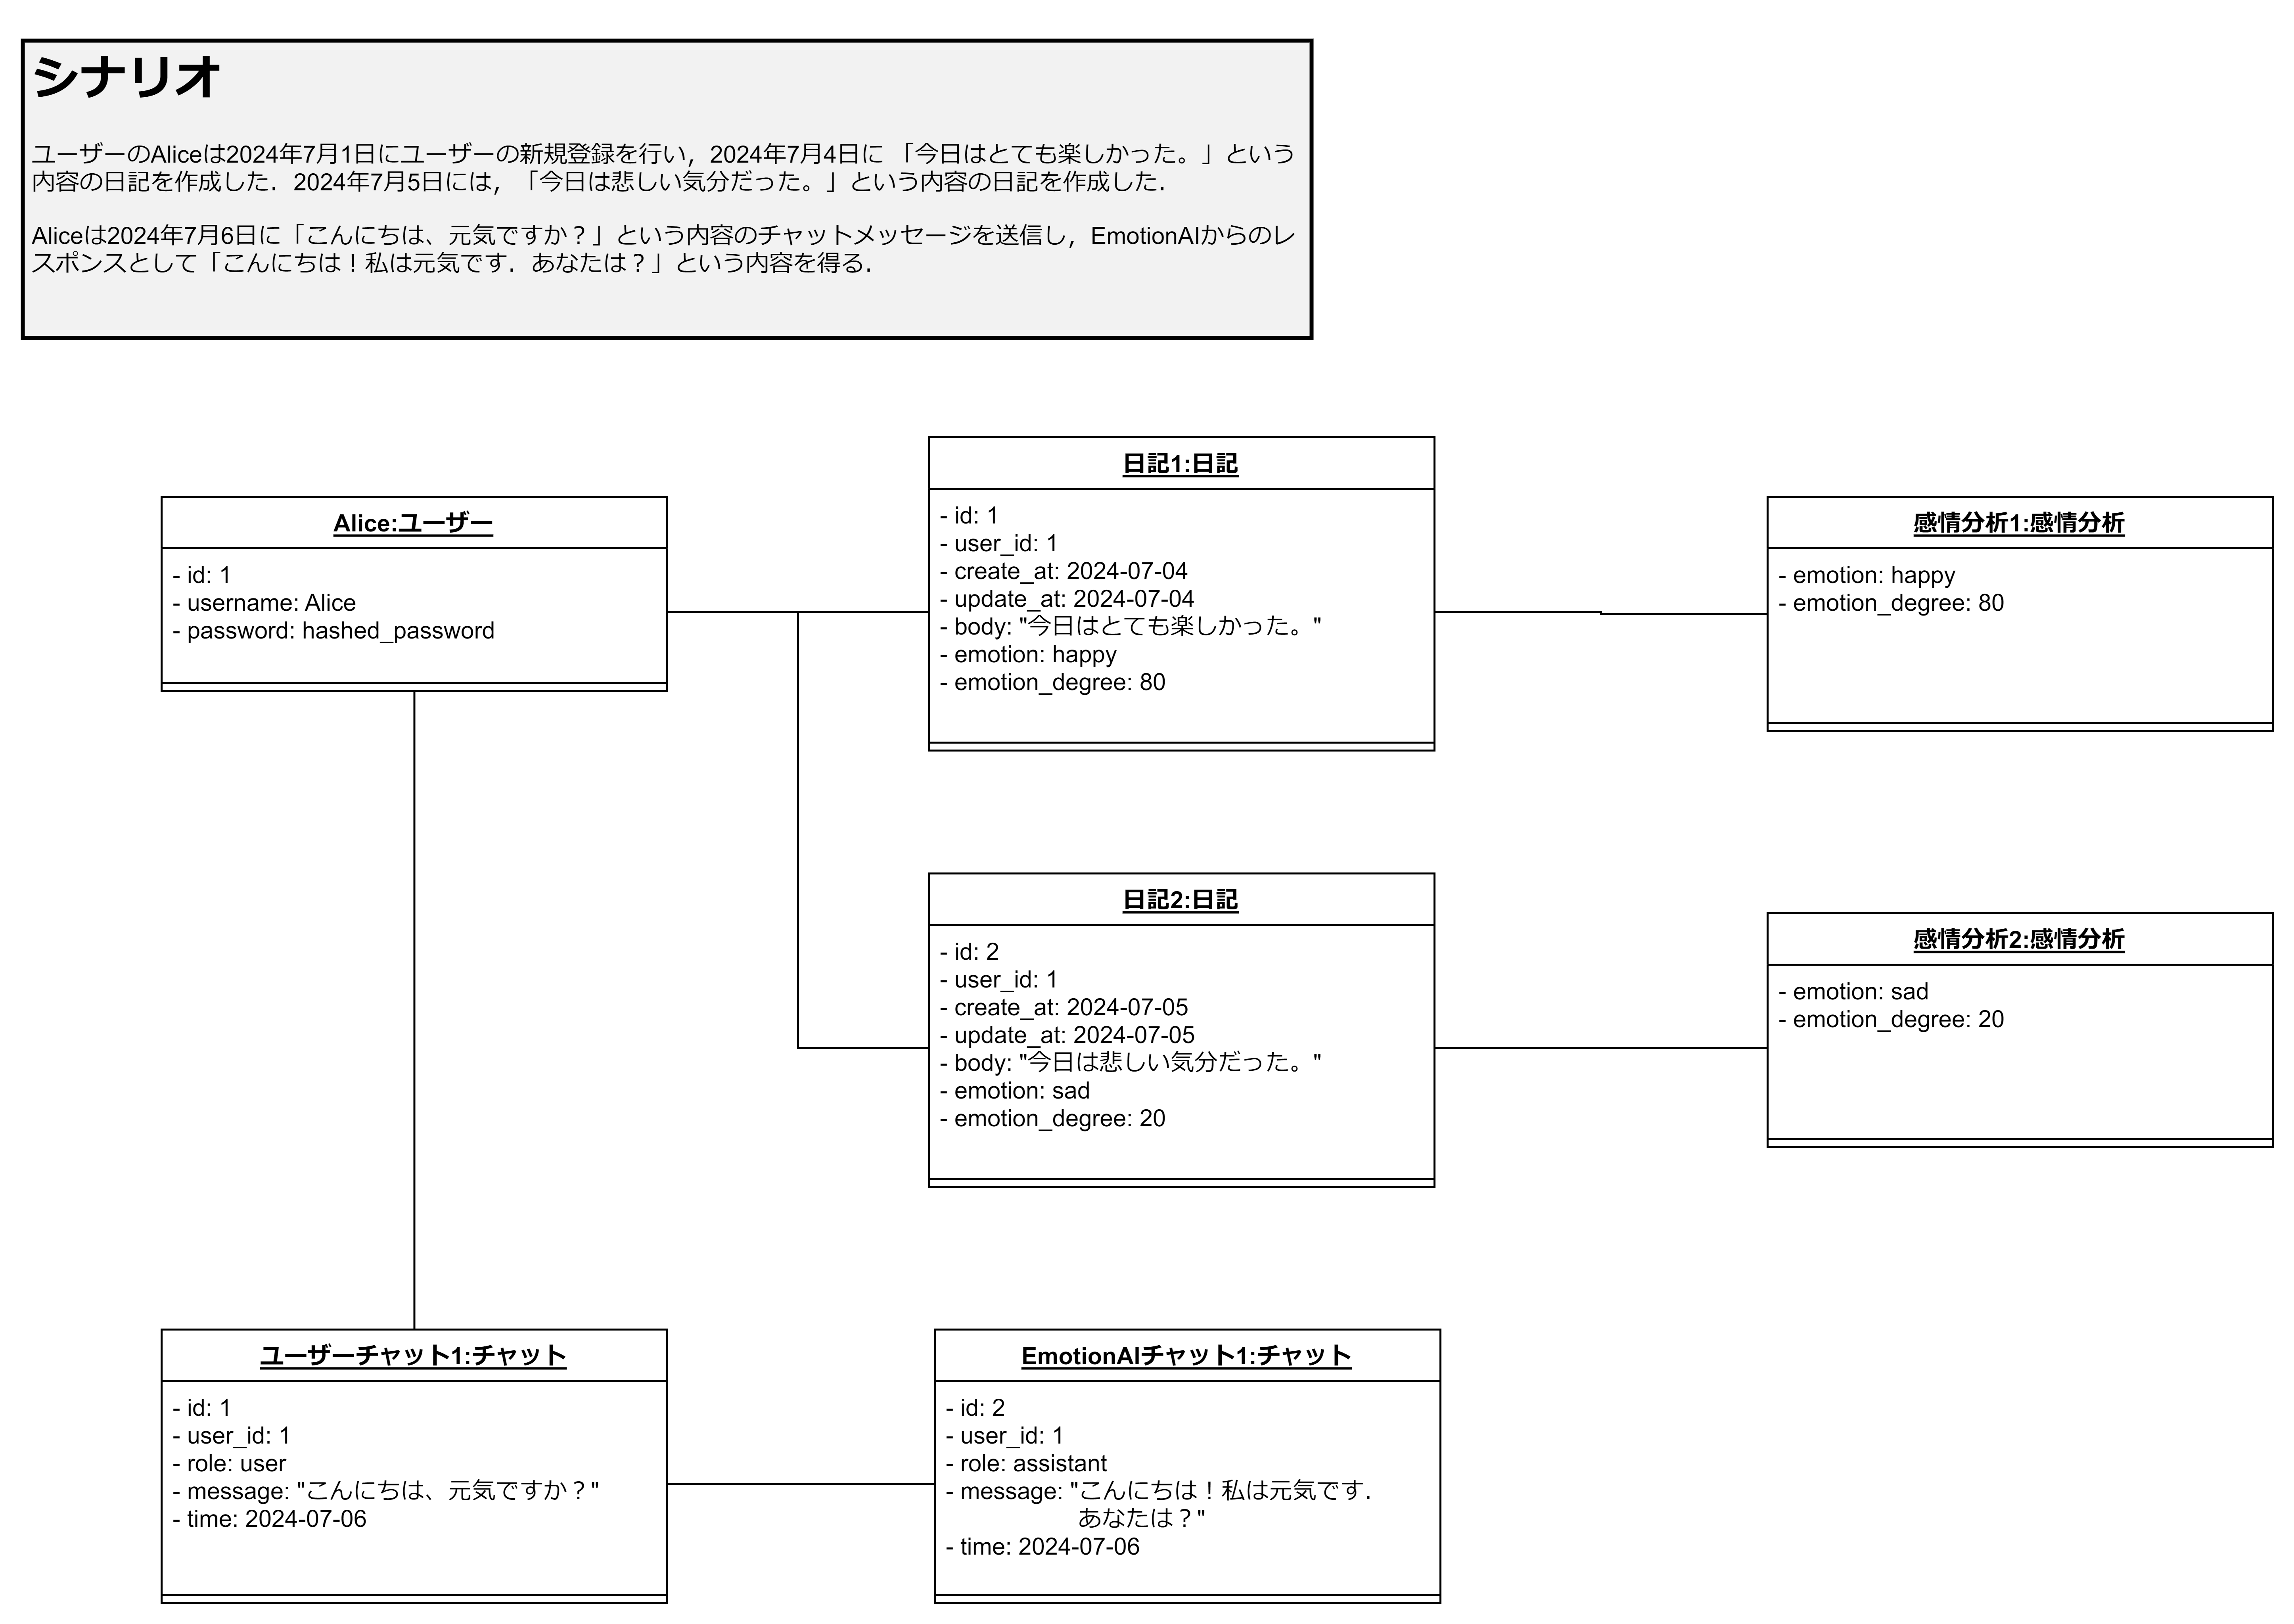 シナリオ
ユーザーのAliceは2024年7月1日にユーザーの新規登録を行い，2024年7月4日に 「今日はとても楽しかった。」という
内容の日記を作成した．2024年7月5日には，「今日は悲しい気分だった。」という内容の日記を作成した．
Aliceは2024年7月6日に「こんにちは、元気ですか？」という内容のチャットメッセージを送信し，EmotionAIからのレ
スポンスとして「こんにちは！私は元気です．あなたは？」という内容を得る．
Alice:ユーザー
- id: 1
- username: Alice
- password: hashed_password
日記1:日記
- id: 1
- user_id: 1
- create_at: 2024-07-04
- update_at: 2024-07-04
- body: "今日はとても楽しかった。"
- emotion: happy
- emotion_degree: 80
感情分析1:感情分析
- emotion: happy
- emotion_degree: 80
日記2:日記
- id: 2
- user_id: 1
- create_at: 2024-07-05
- update_at: 2024-07-05
- body: "今日は悲しい気分だった。"
- emotion: sad
- emotion_degree: 20
感情分析2:感情分析
- emotion: sad
- emotion_degree: 20
ユーザーチャット1:チャット
- id: 1
- user_id: 1
- role: user
- message: "こんにちは、元気ですか？"
- time: 2024-07-06
EmotionAIチャット1:チャット
- id: 2
- user_id: 1
- role: assistant
- message: "こんにちは！私は元気です．
あなたは？"
- time: 2024-07-06